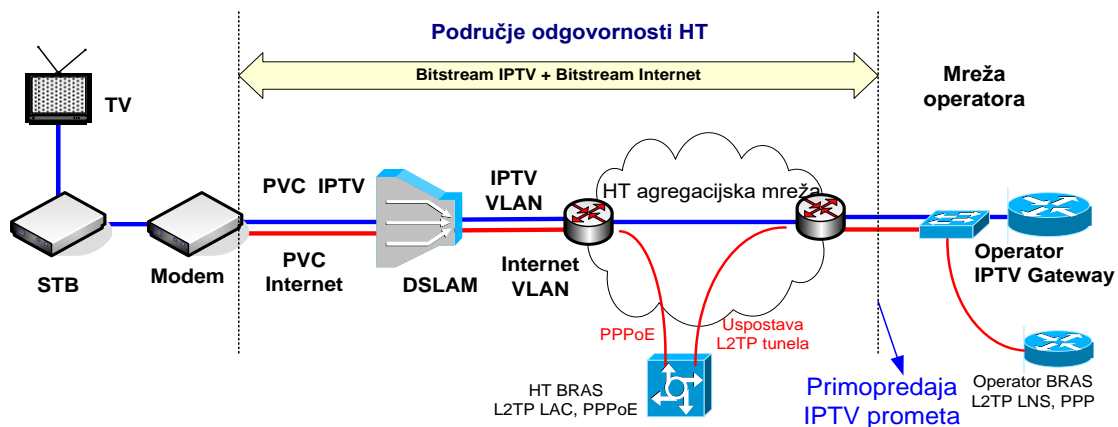 Područje odgovornosti HT
Bitstream IPTV + Bitstream Internet
Mreža
operatora
TV
PVC IPTV
IPTV
VLAN
HT agregacijska mreža
STB
Modem
PVC
Internet
DSLAM
Internet
VLAN
Operator
IPTV Gateway
PPPoE
Uspostava
L2TP tunela
HT BRAS
L2TP LAC, PPPoE
Primopredaja
IPTV prometa
Operator BRAS
L2TP LNS, PPP